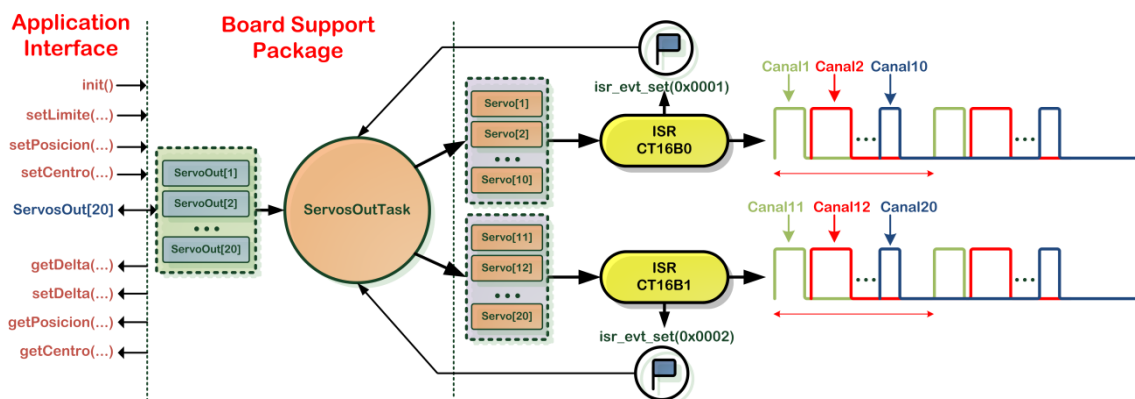 Application
Interface
Board Support
Package
init()
setLimite(...)
setPosicion(...)
setCentro(...)
ServosOut[20]
getDelta(...)
setDelta(...)
getPosicion(...)
getCentro(...)
ServoOut[1]
ServoOut[2]
•••
ServoOut[20]
ServosOutTask
Servo[1]
Servo[2]
•••
Servo[10]
Servo[11]
Servo[12]
•••
Servo[20]
isr_evt_set(0x0001)
ISR
CT16B0
ISR
CT16B1
isr_evt_set(0x0002)
Canal1 Canal2 Canal10
••• •••
Canal11 Canal12 Canal20
••• •••